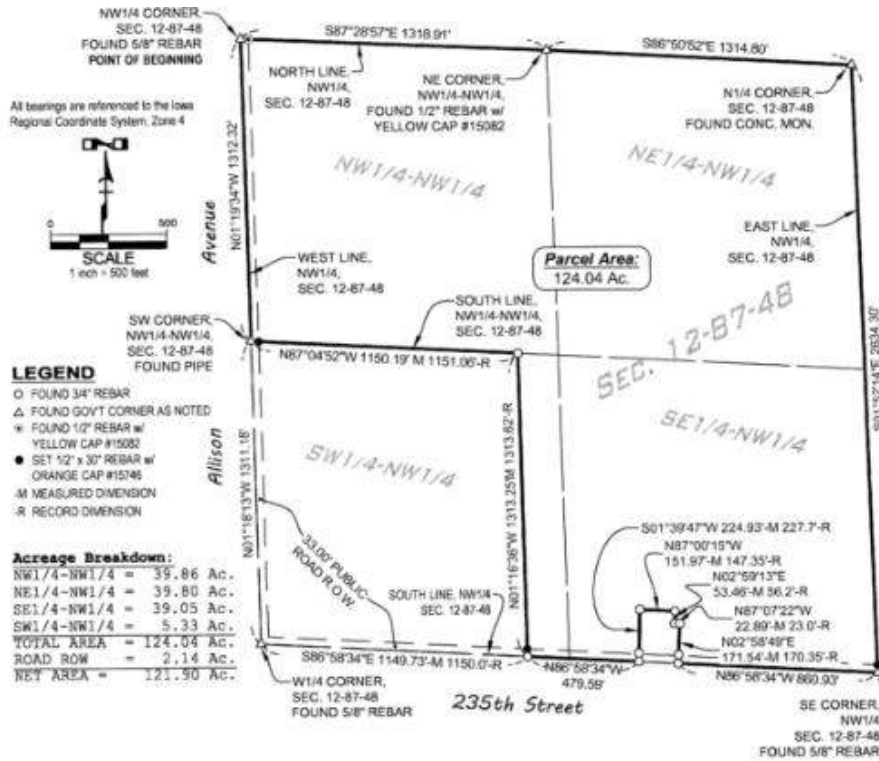 NW1/4 CORNER,
SEC. 12-87-48
FOUND 5/8" REBAR
POINT OF BEGINNING
S87°28'57"E 1318.91'
S86°50'52"E 1314.80'
NORTH LINE,
NW1/4,
SEC. 12-87-48
NE CORNER,
NW1/4-NW1/4,
FOUND 1/2" REBAR w/
YELLOW CAP #15082
N1/4 CORNER,
SEC. 12-87-48
FOUND CONC. MON.
All bearings are referenced to the Iowa
Regional Coordinate System, Zone 4
0 500
SCALE
1 inch = 500 feet
Avenue
N01°19'34"W 1312.32'
NW1/4-NW1/4
NE1/4-NW1/4
WEST LINE,
NW1/4,
SEC. 12-87-48
EAST LINE,
NW1/4,
SEC. 12-87-48
Parcel Area:
124.04 Ac.
SOUTH LINE,
NW1/4-NW1/4,
SEC. 12-87-48
SW CORNER,
NW1/4-NW1/4,
SEC. 12-87-48
FOUND PIPE
N87°04'52"W 1150.19'-M 1151.06'-R
SEC. 12-87-48
S01°52'14"E 2634.30'
LEGEND
FOUND 3/4" REBAR
FOUND GOV'T CORNER AS NOTED
FOUND 1/2" REBAR w/
YELLOW CAP #15082
SET 1/2" x 30" REBAR w/
ORANGE CAP #15746
-M MEASURED DIMENSION
-R RECORD DIMENSION
Allison
N01°18'13"W 1311.18'
SW1/4-NW1/4
N01°16'36"W 1313.25'M 1313.62'-R
SE1/4-NW1/4
33.00' PUBLIC
ROAD R.O.W.
S01°39'47"W 224.93'-M 227.7'-R
N87°00'15"W
151.97'-M 147.35'-R
N02°59'13"E
53.46'-M 56.2'-R
N87°07'22"W
22.89'-M 23.0'-R
N02°58'49"E
171.54'-M 170.35'-R
Acreage Breakdown:
NW1/4-NW1/4 = 39.86 Ac.
NE1/4-NW1/4 = 39.80 Ac.
SE1/4-NW1/4 = 39.05 Ac.
SW1/4-NW1/4 = 5.33 Ac.
TOTAL AREA = 124.04 Ac.
ROAD ROW = 2.14 Ac.
NET AREA = 121.90 Ac.
SOUTH LINE, NW1/4
SEC. 12-87-48
S86°58'34"E 1149.73'-M 1150.0'-R
N86°58'34"W
479.58'
N86°58'34"W 860.93'
W1/4 CORNER,
SEC. 12-87-48
FOUND 5/8" REBAR
235th Street
SE CORNER,
NW1/4
SEC. 12-87-48
FOUND 5/8" REBAR